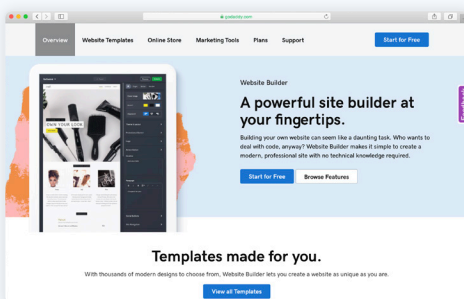 godaddy.com
Overview
Website Templates
Online Store
Marketing Tools
Plans
Support
Start for Free
Website Builder
A powerful site builder at
your fingertips.
Building your own website can seem like a daunting task. Who wants to
deal with code, anyway? Website Builder makes it simple to create a
modern, professional site with no technical knowledge required.
Start for Free
Browse Features
OWN YOUR LOOK
Templates made for you.
With thousands of modern designs to choose from, Website Builder lets you create a website as unique as you are.
View all Templates